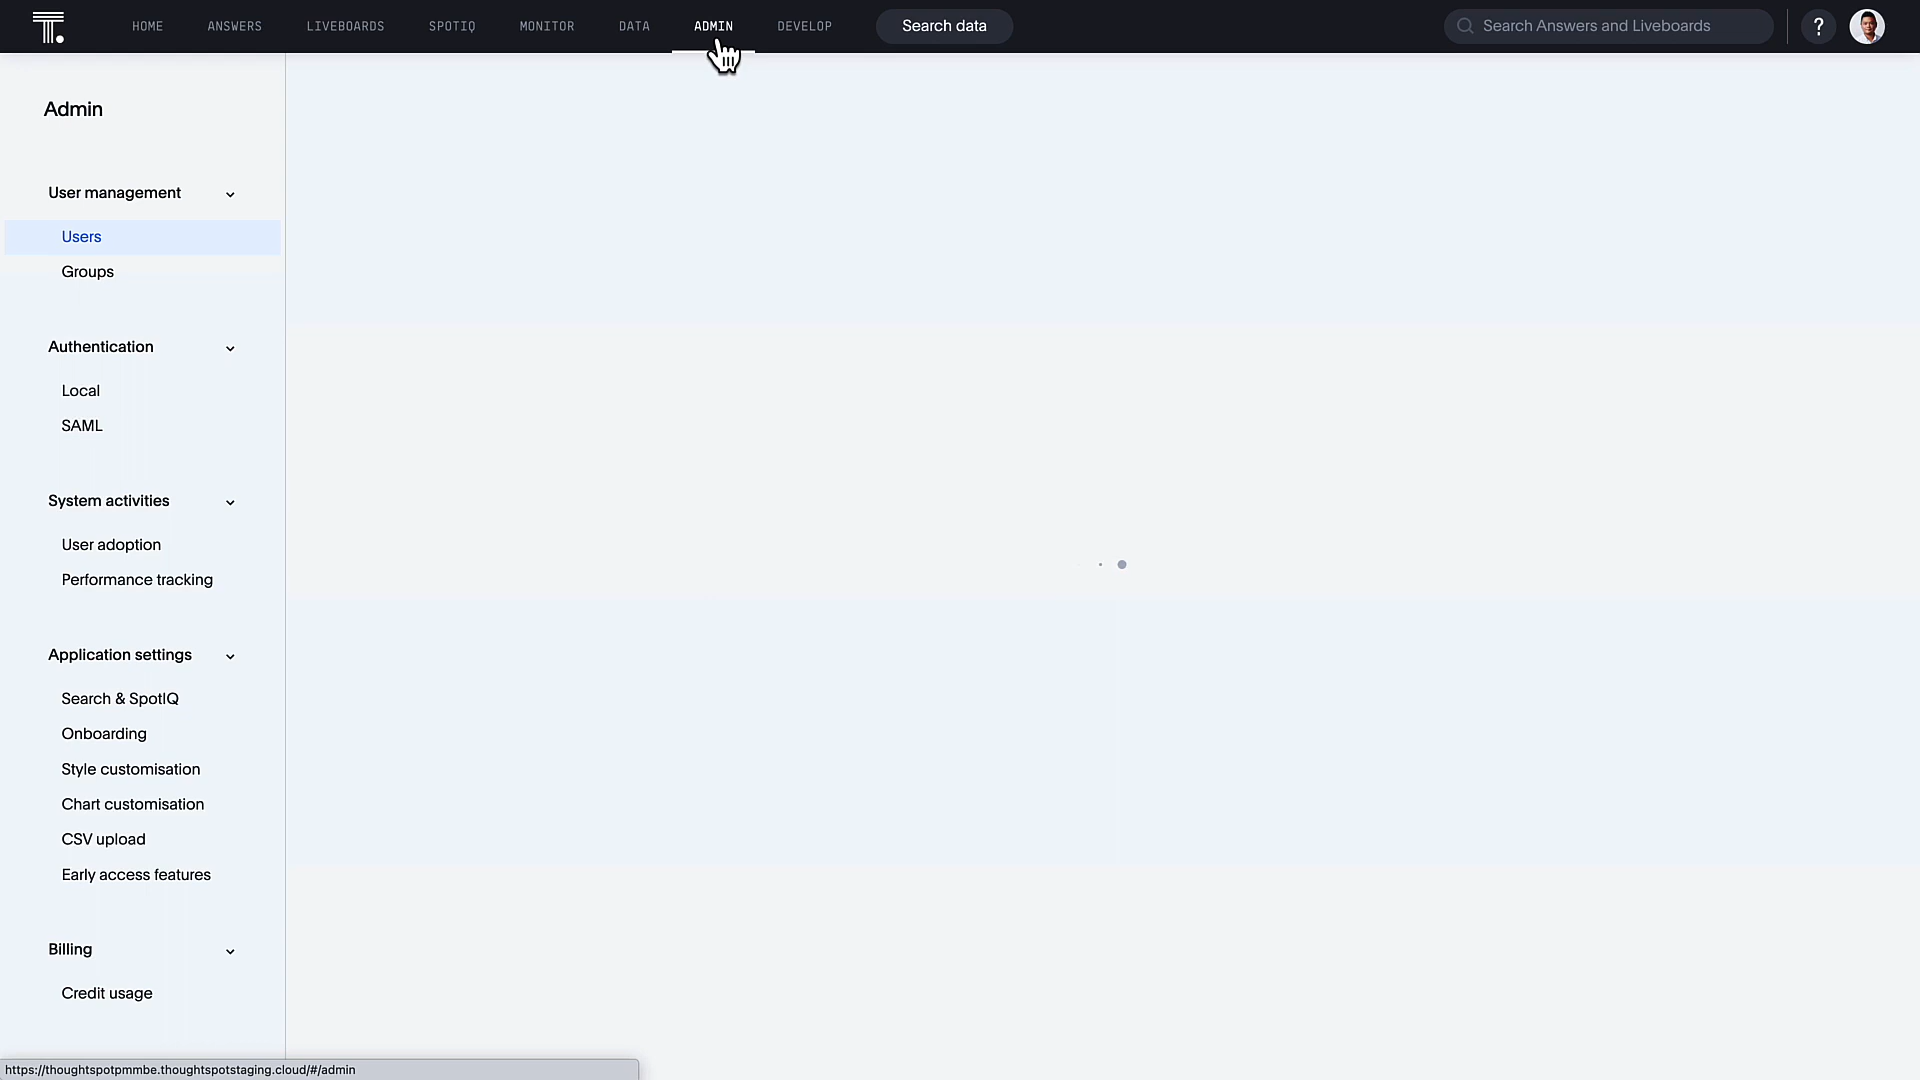 HOME ANSWERS LIVEBOARDS SPOTIQ MONITOR DATA ADMIN DEVELOP Search data Search Answers and Liveboards ?
Admin
User management
Users
Groups
Authentication
Local
SAML
System activities
User adoption
Performance tracking
Application settings
Search & SpotIQ
Onboarding
Style customisation
Chart customisation
CSV upload
Early access features
Billing
Credit usage
https://thoughtspotpmmbe.thoughtspotstaging.cloud/#/admin